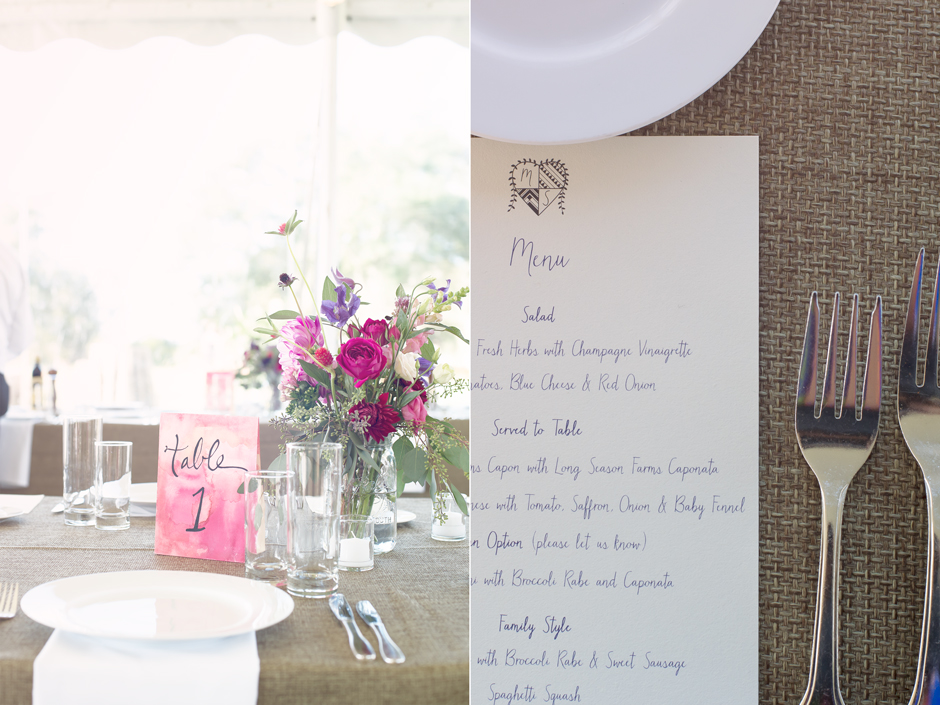 table
1
M
S
Menu
Salad
Fresh Herbs with Champagne Vinaigrette
atoes, Blue Cheese & Red Onion
Served to Table
ns Capon with Long Season Farms Caponata
ese with Tomato, Saffron, Onion & Baby Fennel
n Option (please let us know)
with Broccoli Rabe and Caponata
Family Style
with Broccoli Rabe & Sweet Sausage
Spaghetti Squash